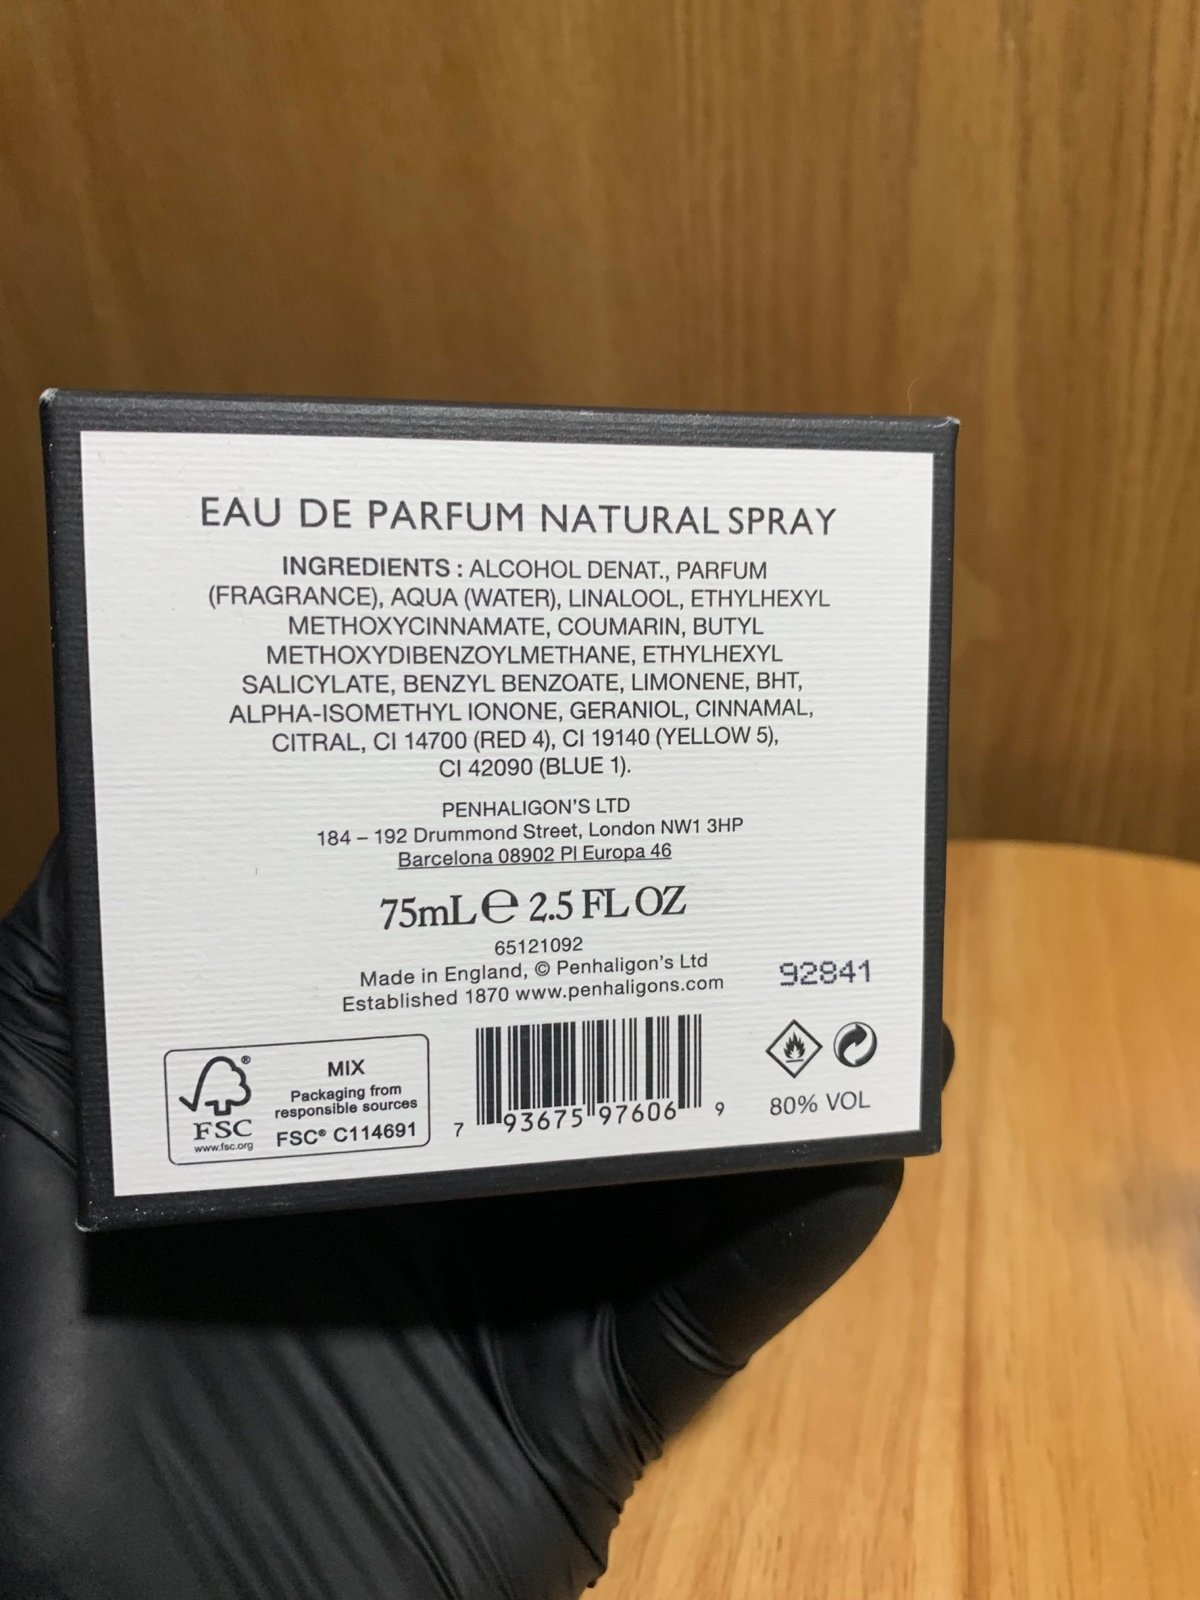 EAU DE PARFUM NATURAL SPRAY
INGREDIENTS : ALCOHOL DENAT., PARFUM
(FRAGRANCE), AQUA (WATER), LINALOOL, ETHYLHEXYL
METHOXYCINNAMATE, COUMARIN, BUTYL
METHOXYDIBENZOYLMETHANE, ETHYLHEXYL
SALICYLATE, BENZYL BENZOATE, LIMONENE, BHT,
ALPHA-ISOMETHYL IONONE, GERANIOL, CINNAMAL,
CITRAL, CI 14700 (RED 4), CI 19140 (YELLOW 5),
CI 42090 (BLUE 1).
PENHALIGON'S LTD
184 – 192 Drummond Street, London NW1 3HP
Barcelona 08902 Pl Europa 46
75mL ℮ 2.5 FL OZ
65121092
Made in England, © Penhaligon's Ltd
Established 1870 www.penhaligons.com
92841
FSC®
www.fsc.org
MIX
Packaging from
responsible sources
FSC® C114691
7 93675 97606 9
80% VOL